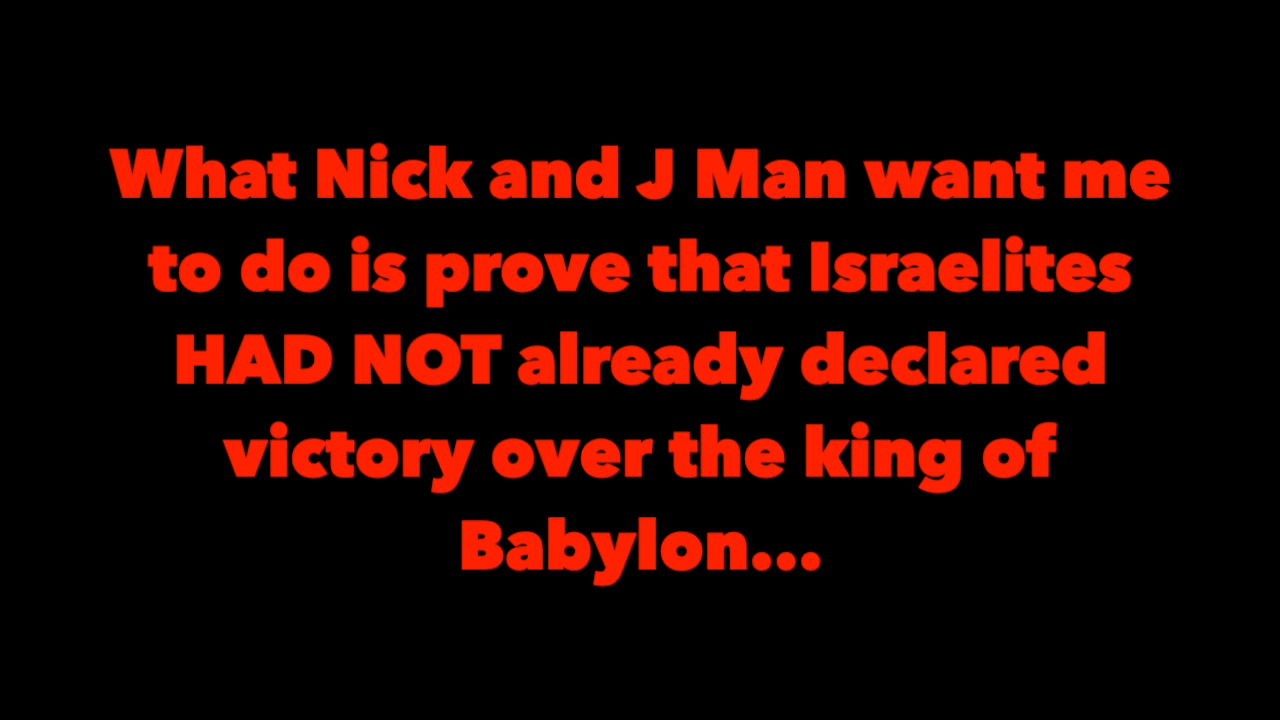 What Nick and J Man want me
to do is prove that Israelites
HAD NOT already declared
victory over the king of
Babylon...